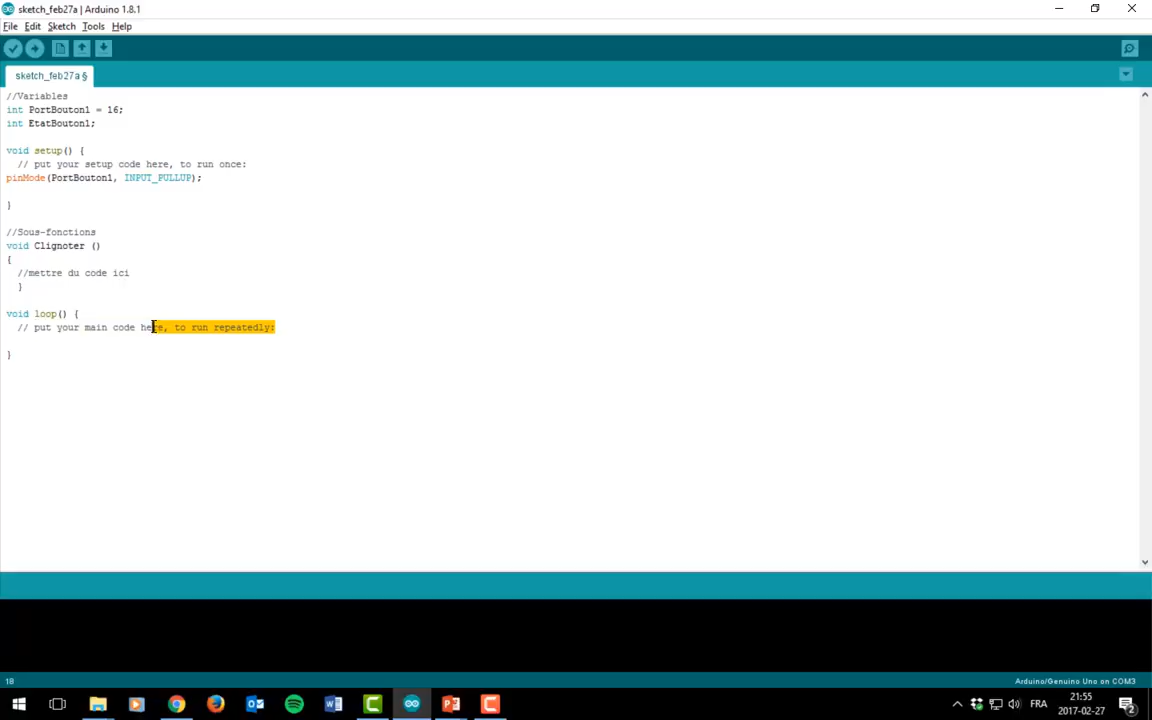 sketch_feb27a | Arduino 1.8.1
File Edit Sketch Tools Help
sketch_feb27a §
//Variables
int PortBouton1 = 16;
int EtatBouton1;
void setup() {
// put your setup code here, to run once:
pinMode(PortBouton1, INPUT_PULLUP);
}
//Sous-fonctions
void Clignoter ()
{
//mettre du code ici
}
void loop() {
// put your main code here, to run repeatedly:
}
18
Arduino/Genuino Uno on COM3
FRA
21:55
2017-02-27
2